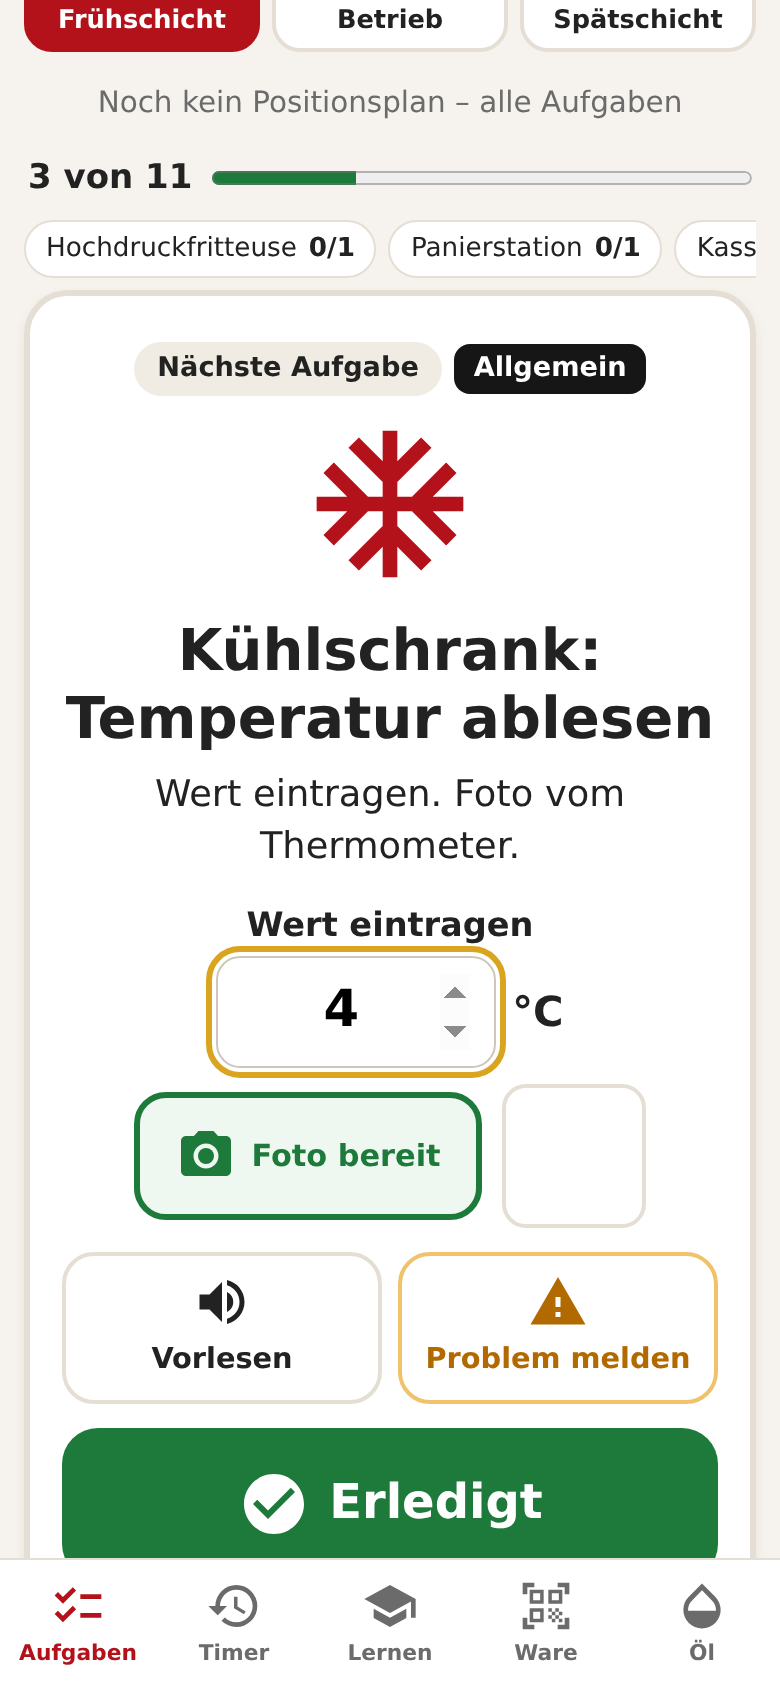 Frühschicht
Betrieb
Spätschicht
Noch kein Positionsplan – alle Aufgaben
3 von 11
Hochdruckfritteuse 0/1
Panierstation 0/1
Kass
Nächste Aufgabe
Allgemein
Kühlschrank:
Temperatur ablesen
Wert eintragen. Foto vom
Thermometer.
Wert eintragen
4 °C
Foto bereit
Vorlesen
Problem melden
Erledigt
Aufgaben
Timer
Lernen
Ware
Öl